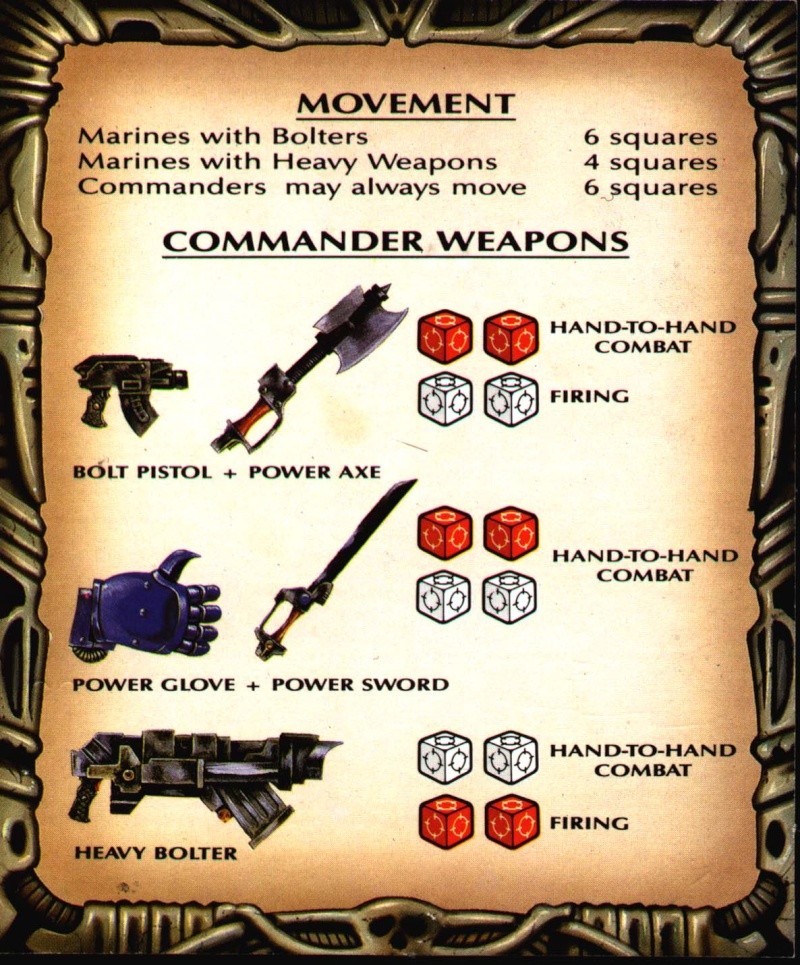 MOVEMENT
Marines with Bolters 6 squares
Marines with Heavy Weapons 4 squares
Commanders may always move 6 squares
COMMANDER WEAPONS
HAND-TO-HAND
COMBAT
FIRING
BOLT PISTOL + POWER AXE
HAND-TO-HAND
COMBAT
POWER GLOVE + POWER SWORD
HAND-TO-HAND
COMBAT
FIRING
HEAVY BOLTER